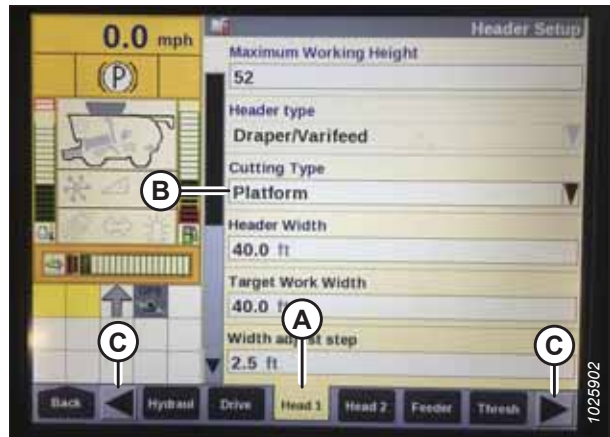 0.0 mph
(P)
Header Setup
Maximum Working Height
52
Header type
Draper/Varifeed
Cutting Type
B
Platform
Header Width
40.0 ft
Target Work Width
40.0 ft
A
Width adjust step
2.5 ft
C
C
Back
Hydraul
Drive
Head 1
Head 2
Feeder
Thresh
1025902